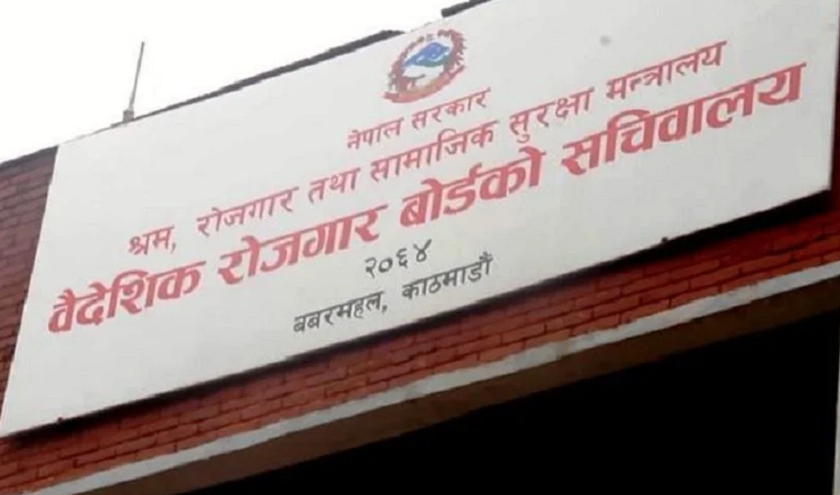 नेपाल सरकार
श्रम, रोजगार तथा सामाजिक सुरक्षा मन्त्रालय
वैदेशिक रोजगार बोर्डको सचिवालय
२०६४
बबरमहल, काठमाडौं